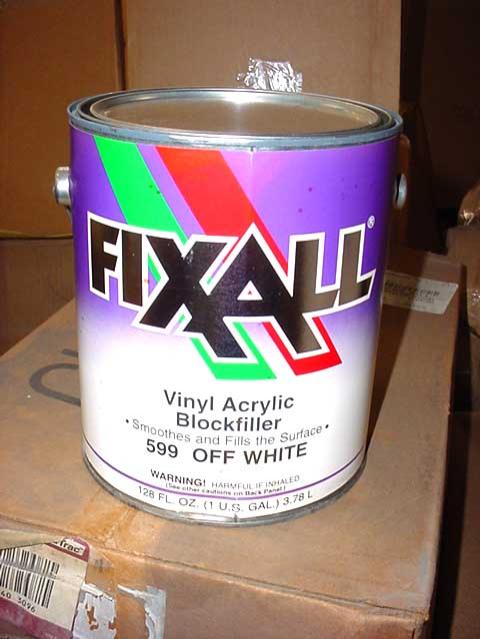 FIXALL®
Vinyl Acrylic
Blockfiller
• Smoothes and Fills the Surface •
599 OFF WHITE
WARNING! HARMFUL IF INHALED
(See other cautions on Back Panel)
128 FL. OZ. (1 U.S. GAL.) 3.78 L
3096